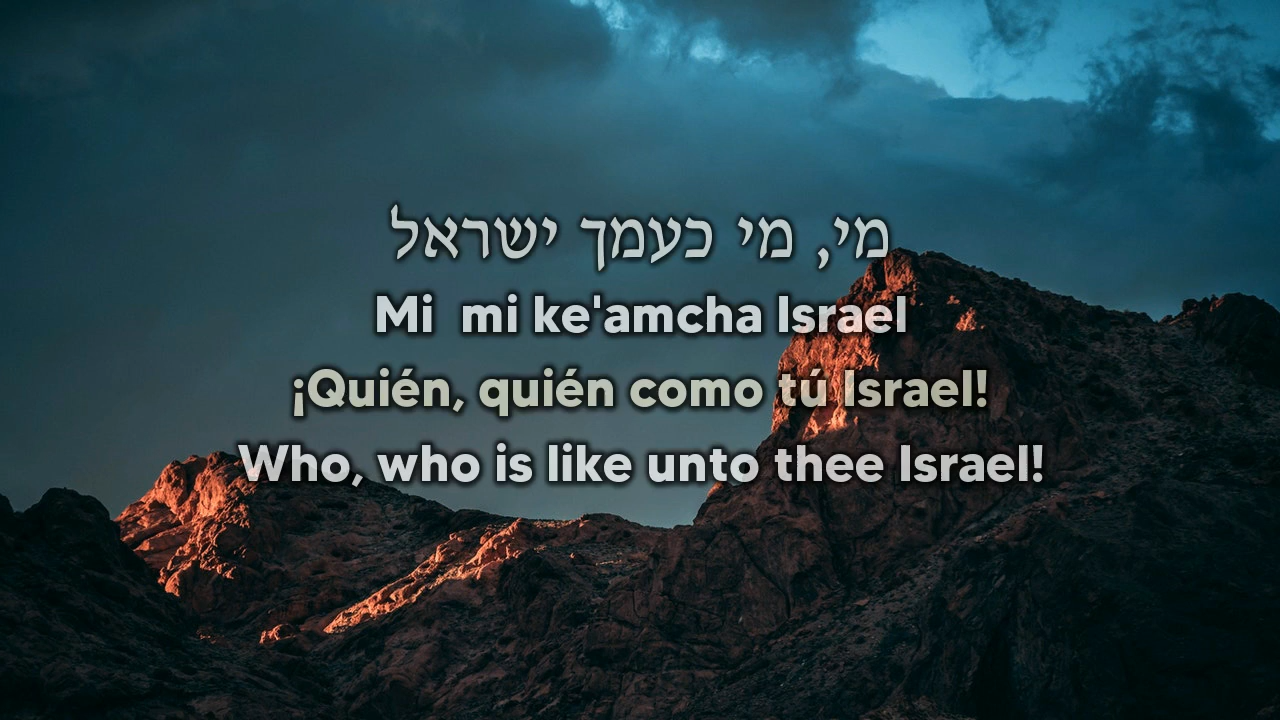 מי, מי כעמך ישראל
Mi  mi ke'amcha Israel
¡Quién, quién como tú Israel!
Who, who is like unto thee Israel!